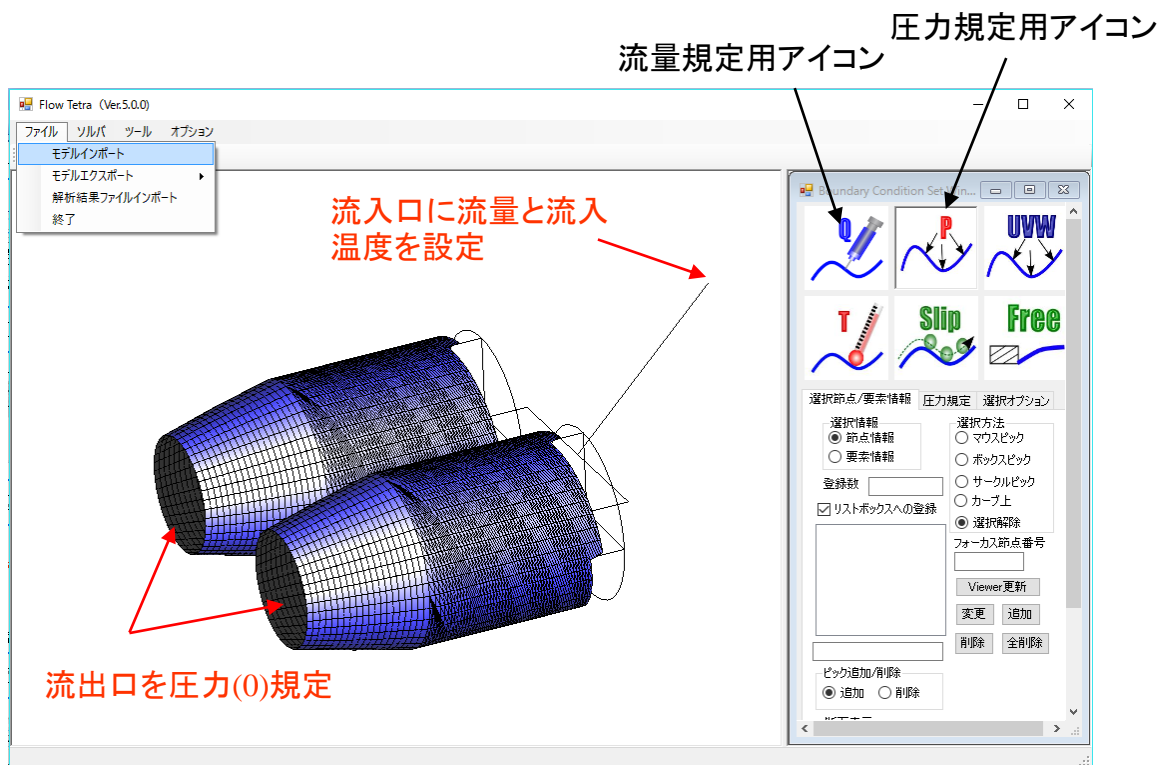 圧力規定用アイコン
流量規定用アイコン
Flow Tetra (Ver.5.0.0)
ファイル ソルバ ツール オプション
モデルインポート
モデルエクスポート
解析結果ファイルインポート
終了
流入口に流量と流入
温度を設定
流出口を圧力(0)規定
Boundary Condition Set Win...
Q P UVW
T Slip Free
選択節点/要素情報 圧力規定 選択オプション
選択情報
節点情報
要素情報
登録数
リストボックスへの登録
選択方法
マウスピック
ボックスピック
サークルピック
カーブ上
選択解除
フォーカス節点番号
Viewer更新
変更 追加
削除 全削除
ピック追加/削除
追加 削除